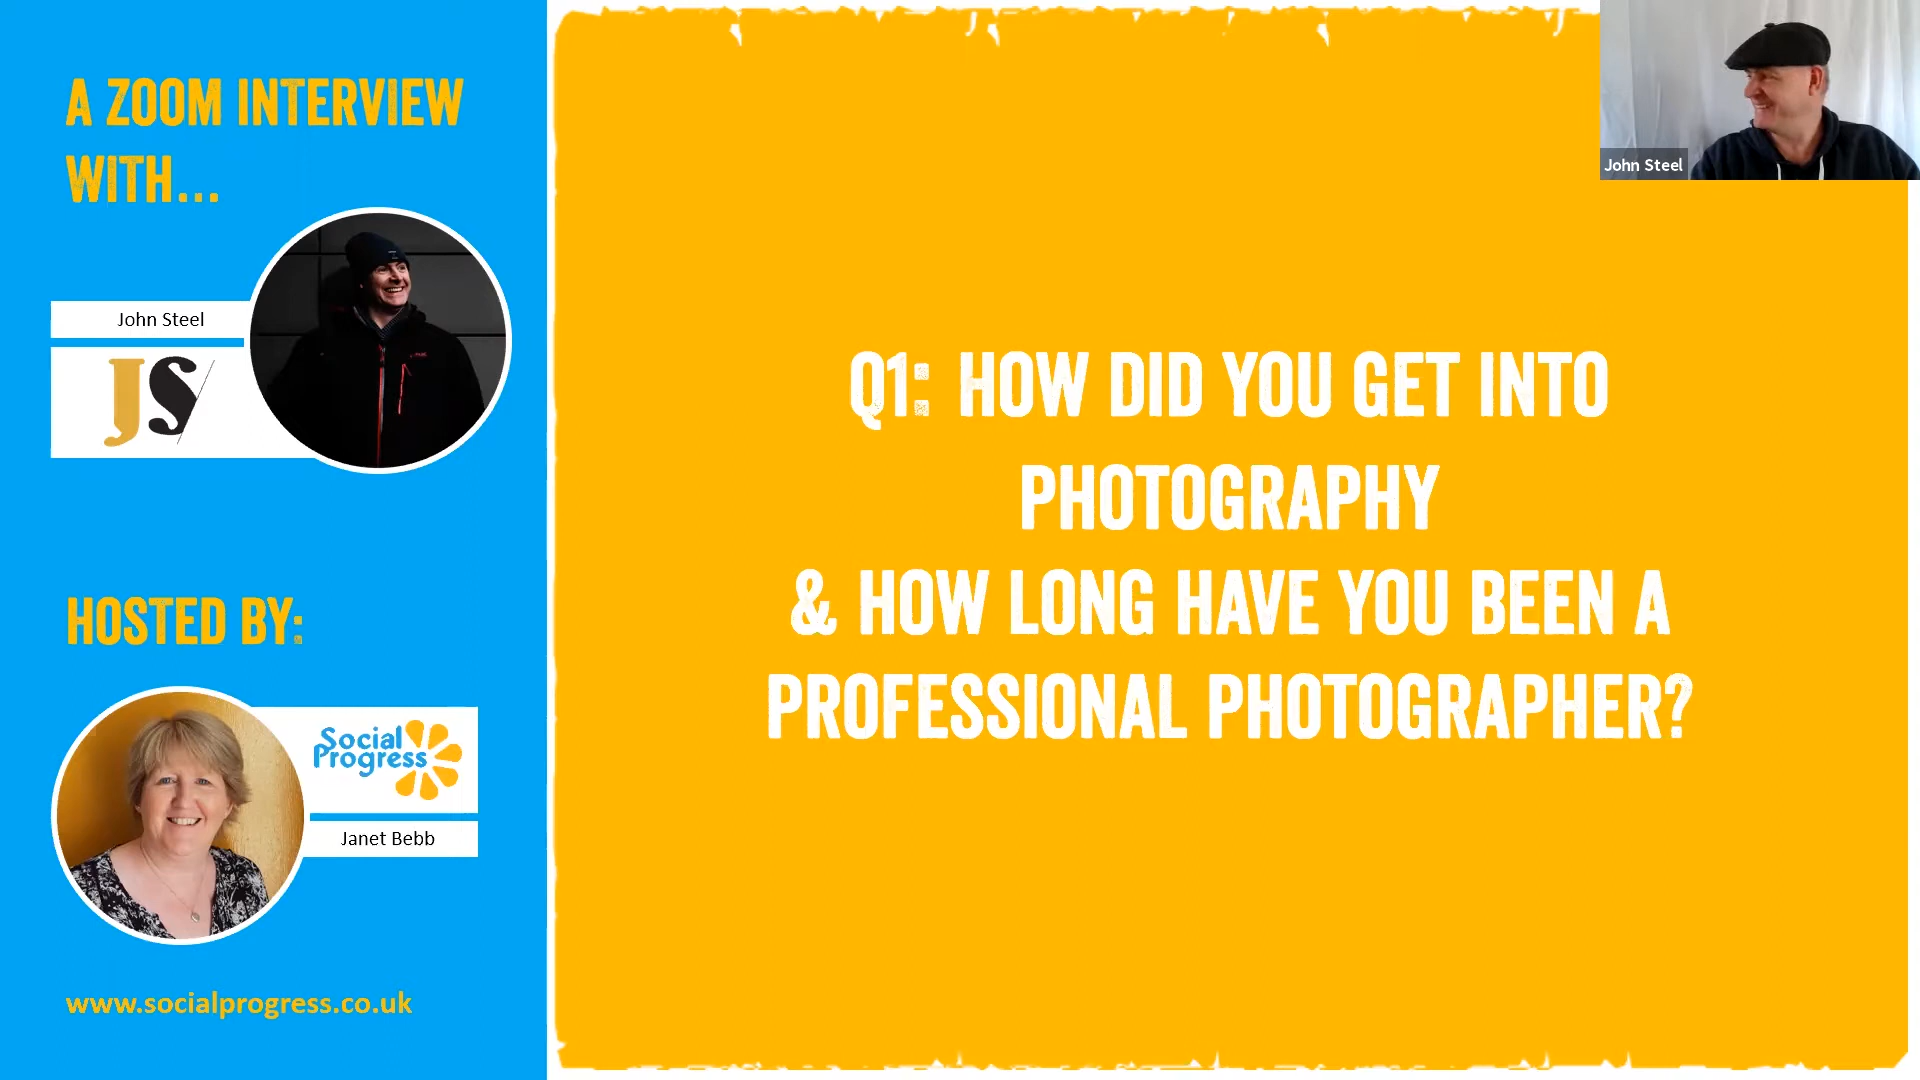 A ZOOM INTERVIEW
WITH...
John Steel
JS
HOSTED BY:
Social
Progress
Janet Bebb
www.socialprogress.co.uk
Q1: HOW DID YOU GET INTO
PHOTOGRAPHY
& HOW LONG HAVE YOU BEEN A
PROFESSIONAL PHOTOGRAPHER?
John Steel